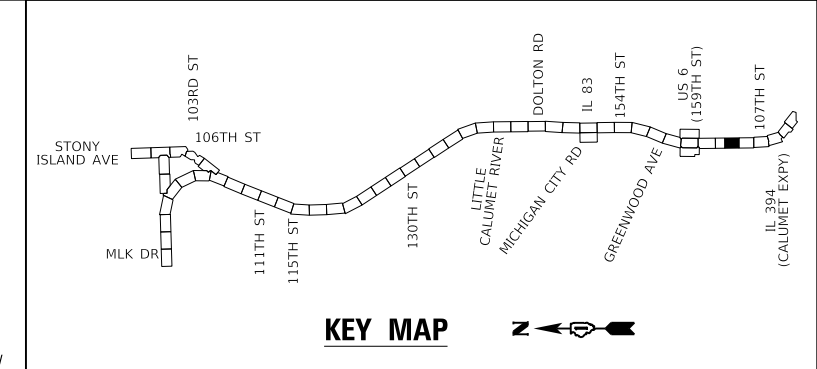 103RD ST
106TH ST
STONY
ISLAND AVE
MLK DR
111TH ST
115TH ST
130TH ST
LITTLE
CALUMET RIVER
DOLTON RD
MICHIGAN CITY RD
IL 83
154TH ST
GREENWOOD AVE
US 6
(159TH ST)
107TH ST
IL 394
(CALUMET EXPY)
KEY MAP
N